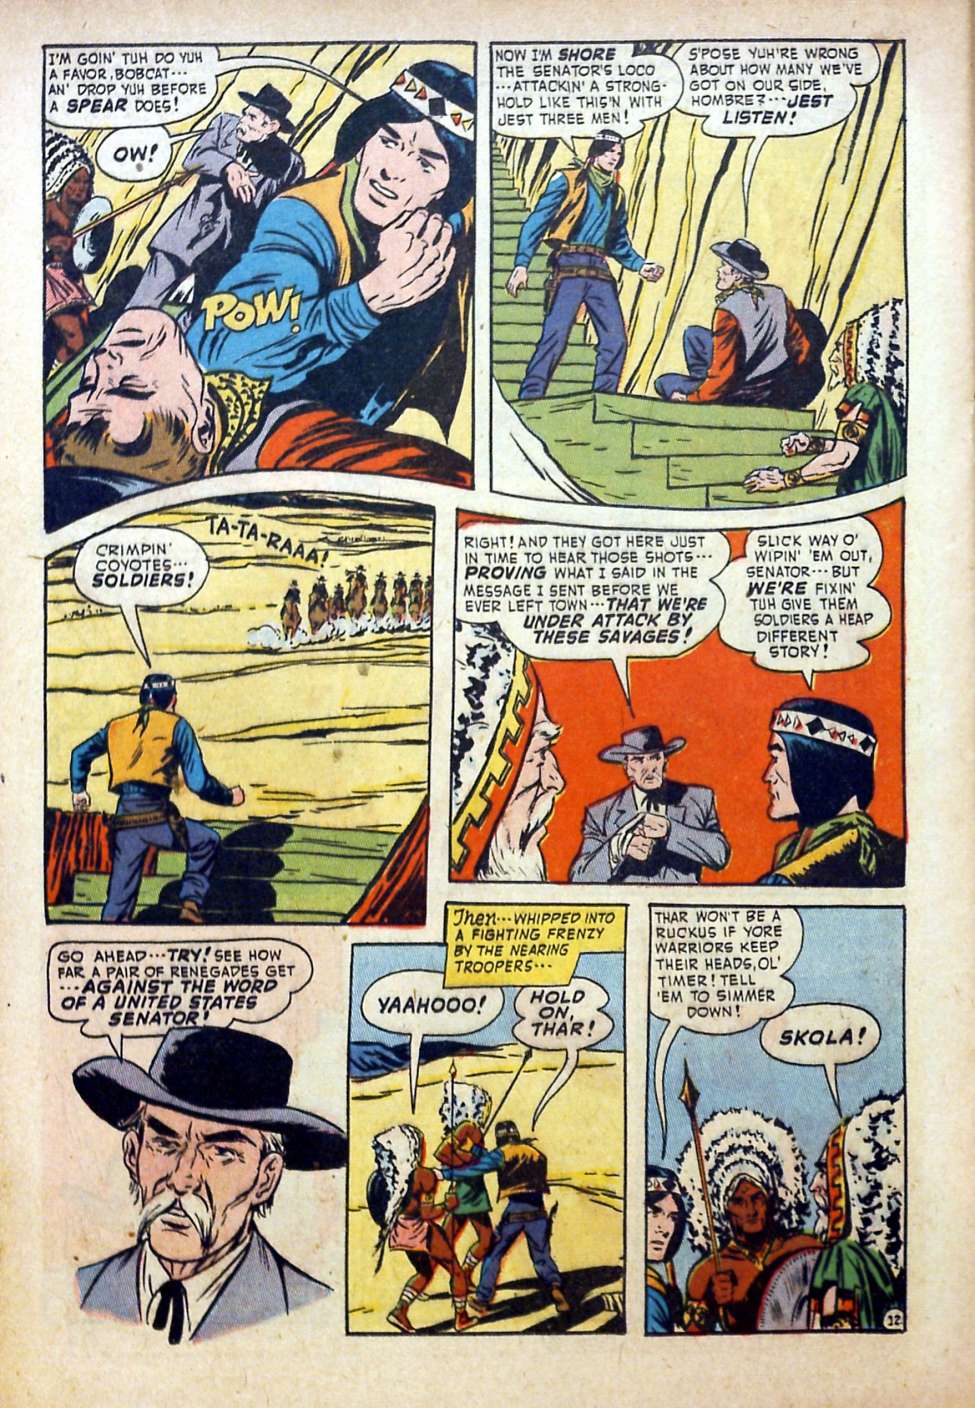 I'M GOIN' TUH DO YUH
A FAVOR, BOBCAT...
AN' DROP YUH BEFORE
A SPEAR DOES!
OW!
POW!
NOW I'M SHORE
THE SENATOR'S LOCO
...ATTACKIN' A STRONG-
HOLD LIKE THIS'N WITH
JEST THREE MEN!
S'POSE YUH'RE WRONG
ABOUT HOW MANY WE'VE
GOT ON OUR SIDE,
HOMBRE?...JEST
LISTEN!
TA-TA-RAAA!
CRIMPIN'
COYOTES...
SOLDIERS!
RIGHT! AND THEY GOT HERE JUST
IN TIME TO HEAR THOSE SHOTS...
PROVING WHAT I SAID IN THE
MESSAGE I SENT BEFORE WE
EVER LEFT TOWN...THAT WE'RE
UNDER ATTACK BY
THESE SAVAGES!
SLICK WAY O'
WIPIN' 'EM OUT,
SENATOR...BUT
WE'RE FIXIN'
TUH GIVE THEM
SOLDIERS A HEAP
DIFFERENT
STORY!
GO AHEAD...TRY! SEE HOW
FAR A PAIR OF RENEGADES GET
...AGAINST THE WORD
OF A UNITED STATES
SENATOR!
Then...WHIPPED INTO
A FIGHTING FRENZY
BY THE NEARING
TROOPERS...
YAAHOOO!
HOLD
ON,
THAR!
THAR WON'T BE A
RUCKUS IF YORE
WARRIORS KEEP
THEIR HEADS, OL'
TIMER! TELL
'EM TO SIMMER
DOWN!
SKOLA!
12